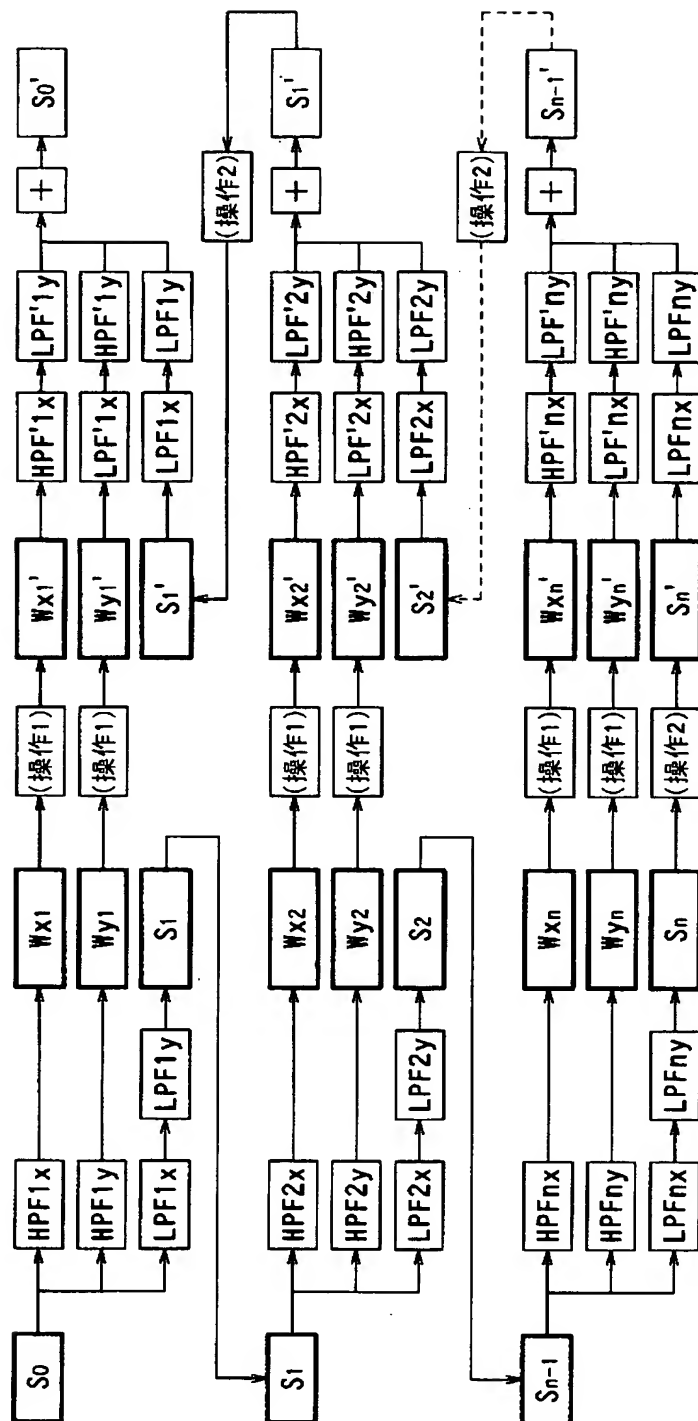 S0
HPF1x
Wx1
(操作1)
Wx1'
HPF'1x
LPF'1y
+
S0'
HPF1y
Wy1
(操作1)
Wy1'
LPF'1x
HPF'1y
LPF1x
LPF1y
S1
S1'
LPF1x
LPF1y
(操作2)
S1
HPF2x
Wx2
(操作1)
Wx2'
HPF'2x
LPF'2y
+
S1'
HPF2y
Wy2
(操作1)
Wy2'
LPF'2x
HPF'2y
LPF2x
LPF2y
S2
S2'
LPF2x
LPF2y
(操作2)
Sn-1
HPFnx
Wxn
(操作1)
Wxn'
HPF'nx
LPF'ny
+
Sn-1'
HPFny
Wyn
(操作1)
Wyn'
LPF'nx
HPF'ny
LPFnx
LPFny
Sn
(操作2)
Sn'
LPFnx
LPFny